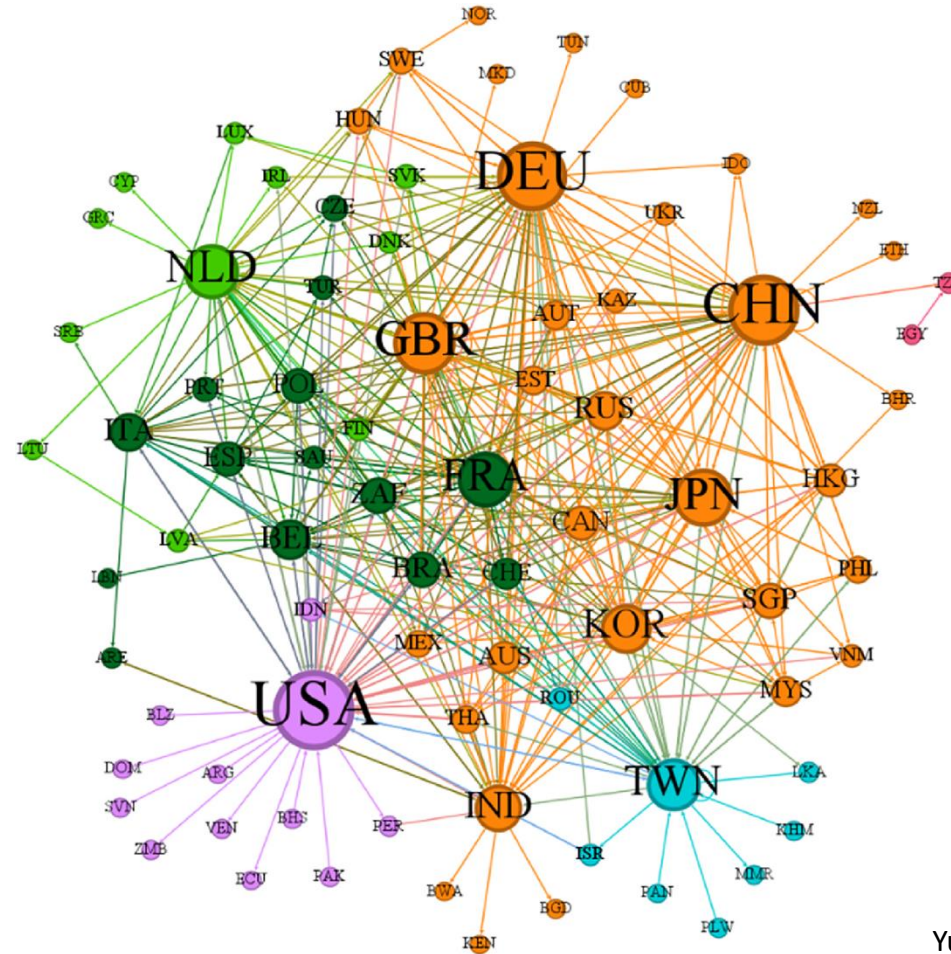 NOR
TUN
SWE
MKD
CUB
HUN
LUX
DEU
IDO
CYP
IRL
SVK
CZE
UKR
NZL
GRC
DNK
ETH
NLD
TUR
TZ
KAZ
CHN
AUT
SRB
GBR
EGY
EST
PRT
POL
RUS
BHR
ITA
FIN
LTU
ESP
SAU
FRA
HKG
ZAF
JPN
CAN
LVA
BEL
PHL
LBN
BRA
CHE
SGP
IDN
KOR
MEX
VNM
ARE
AUS
MYS
USA
ROU
BLZ
THA
DOM
ARG
TWN
LKA
SVN
IND
VEN
BHS
PER
KHM
ZMB
ISR
ECU
PAK
MMR
BWA
PAN
BGD
PLW
KEN
Yu